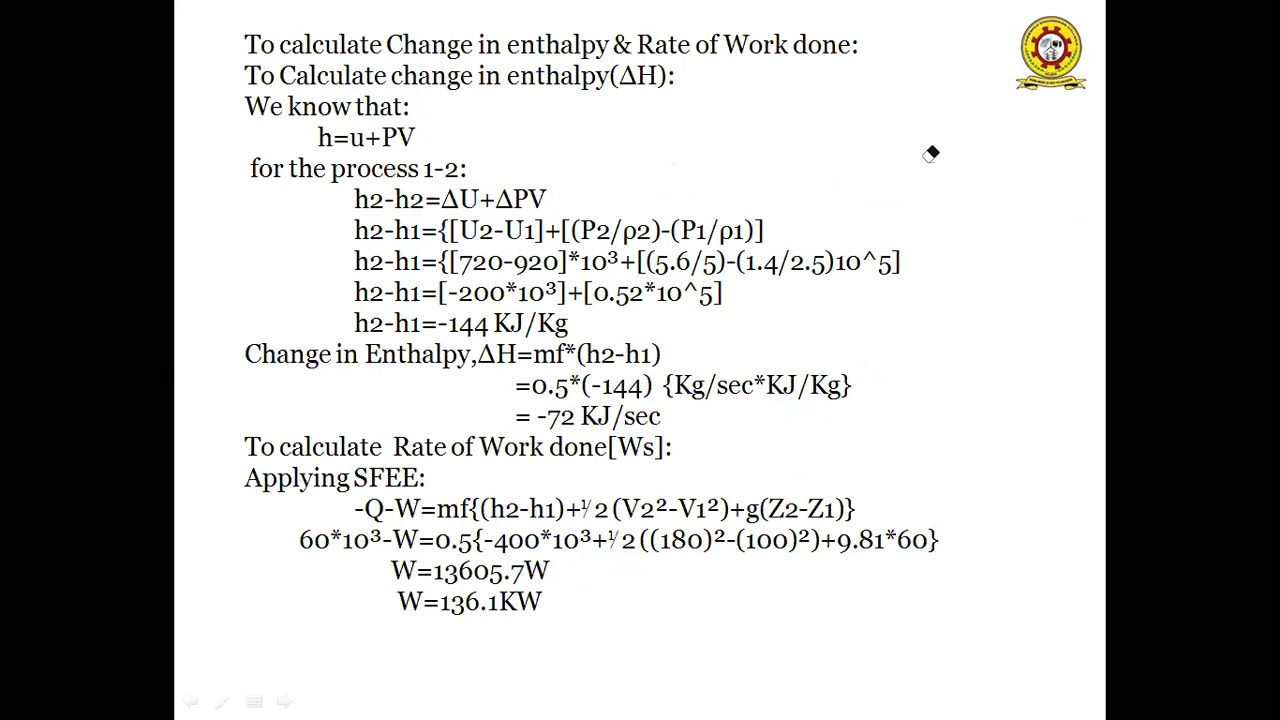 To calculate Change in enthalpy & Rate of Work done:
To Calculate change in enthalpy(ΔH):
We know that:
h=u+PV
for the process 1-2:
h2-h2=ΔU+ΔPV
h2-h1={[U2-U1]+[(P2/ρ2)-(P1/ρ1)]
h2-h1={[720-920]*10³+[(5.6/5)-(1.4/2.5)10^5]
h2-h1=[-200*10³]+[0.52*10^5]
h2-h1=-144 KJ/Kg
Change in Enthalpy,ΔH=mf*(h2-h1)
=0.5*(-144) {Kg/sec*KJ/Kg}
= -72 KJ/sec
To calculate Rate of Work done[Ws]:
Applying SFEE:
-Q-W=mf{(h2-h1)+½(V2²-V1²)+g(Z2-Z1)}
60*10³-W=0.5{-400*10³+½((180)²-(100)²)+9.81*60}
W=13605.7W
W=136.1KW